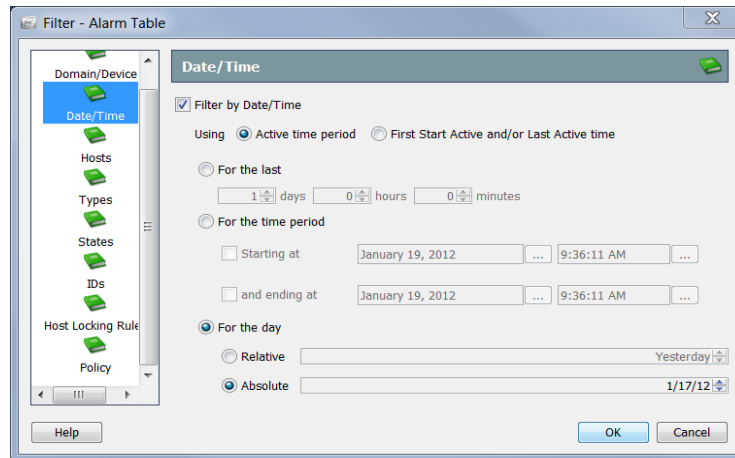 Filter - Alarm Table
Domain/Device
Date/Time
Hosts
Types
States
IDs
Host Locking Rule
Policy
Date/Time
Filter by Date/Time
Using Active time period First Start Active and/or Last Active time
For the last
1 days 0 hours 0 minutes
For the time period
Starting at January 19, 2012 ... 9:36:11 AM ...
and ending at January 19, 2012 ... 9:36:11 AM ...
For the day
Relative Yesterday
Absolute 1/17/12
Help OK Cancel